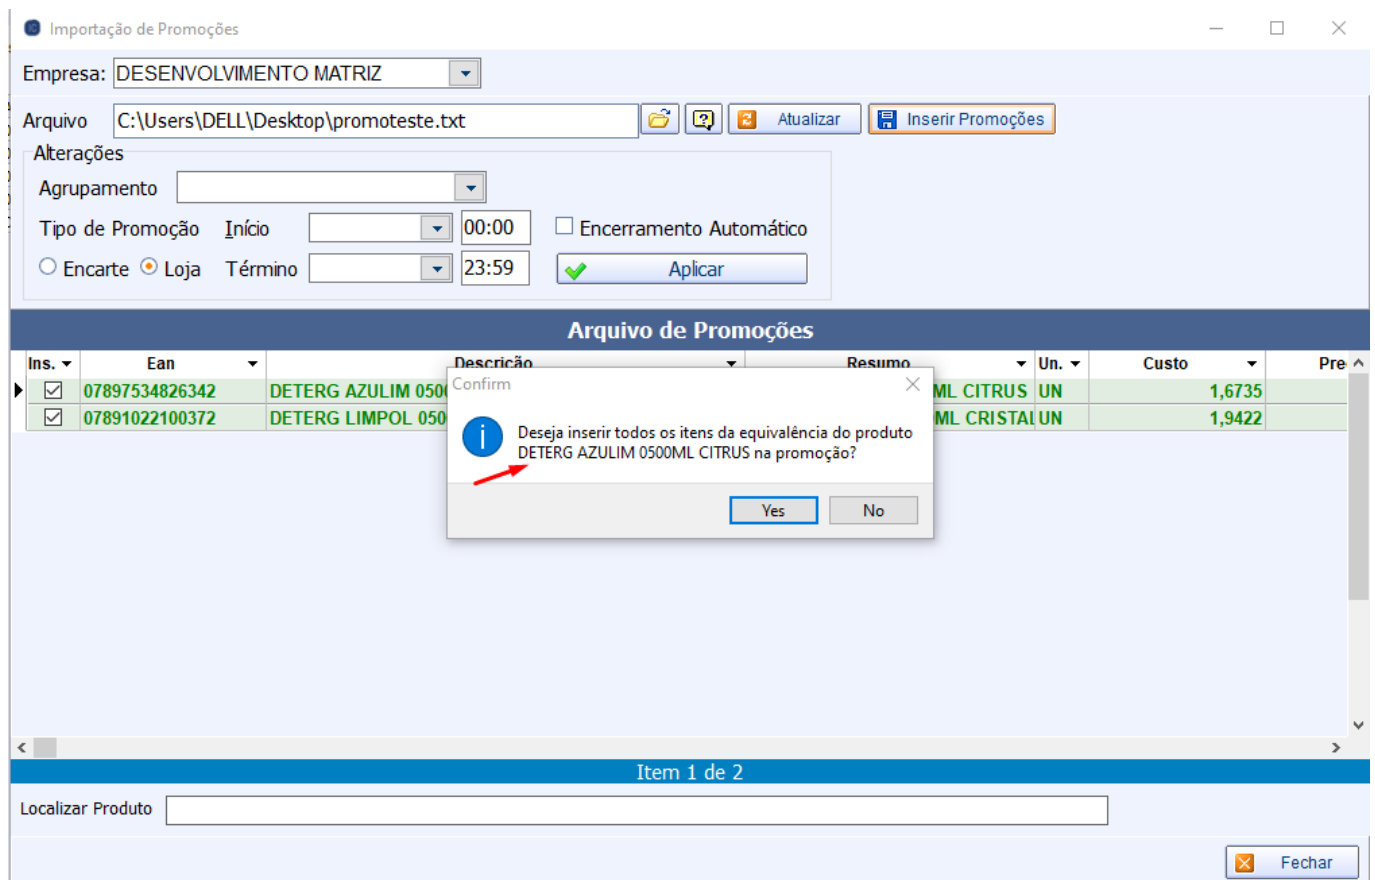 Importação de Promoções
Empresa: DESENVOLVIMENTO MATRIZ
Arquivo C:\Users\DELL\Desktop\promoteste.txt Atualizar Inserir Promoções
Alterações
Agrupamento
Tipo de Promoção Início 00:00 Encerramento Automático
Encarte Loja Término 23:59 Aplicar
Arquivo de Promoções
Ins. Ean Descrição Resumo Un. Custo Pre
07897534826342 DETERG AZULIM 050 ML CITRUS UN 1,6735
07891022100372 DETERG LIMPOL 050 ML CRISTAL UN 1,9422
Confirm
Deseja inserir todos os itens da equivalência do produto
DETERG AZULIM 0500ML CITRUS na promoção?
Yes No
Item 1 de 2
Localizar Produto
Fechar